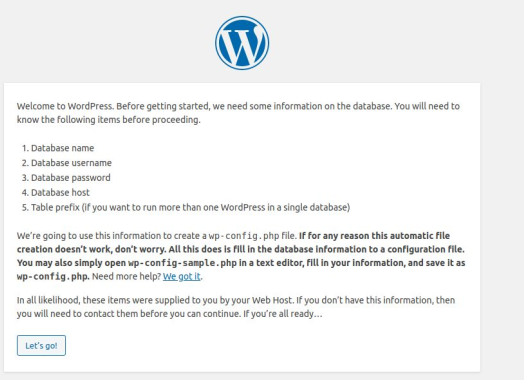 Welcome to WordPress. Before getting started, we need some information on the database. You will need to
know the following items before proceeding.
1. Database name
2. Database username
3. Database password
4. Database host
5. Table prefix (if you want to run more than one WordPress in a single database)
We're going to use this information to create a wp-config.php file. If for any reason this automatic file
creation doesn't work, don't worry. All this does is fill in the database information to a configuration file.
You may also simply open wp-config-sample.php in a text editor, fill in your information, and save it as
wp-config.php. Need more help? We got it.
In all likelihood, these items were supplied to you by your Web Host. If you don't have this information, then
you will need to contact them before you can continue. If you're all ready…
Let's go!